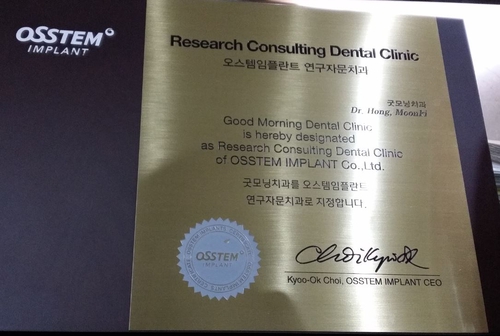 OSSTEM
IMPLANT
Research Consulting Dental Clinic
오스템임플란트 연구자문치과
굿모닝치과
Dr. Hong, MoonPi
Good Morning Dental Clinic
is hereby designated
as Research Consulting Dental Clinic
of OSSTEM IMPLANT Co.,Ltd.
굿모닝치과를 오스템임플란트
연구자문치과로 지정합니다.
OSSTEM
IMPLANT
Kyoo-Ok Choi, OSSTEM IMPLANT CEO